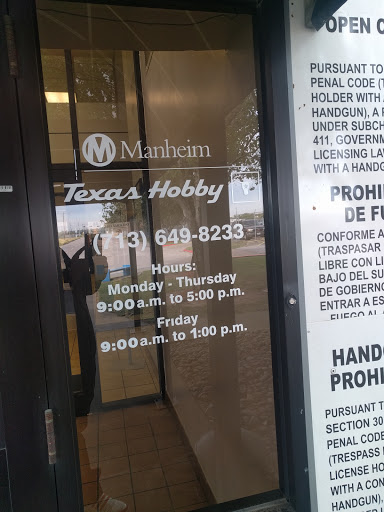 M Manheim
Texas Hobby
(713) 649-8233
Hours:
Monday - Thursday
9:00 a.m. to 5:00 p.m.
Friday
9:00 a.m. to 1:00 p.m.
OPEN
PURSUANT TO
PENAL CODE (T
HOLDER WITH
HANDGUN), A
UNDER SUBCH
411, GOVERNM
LICENSING LA
WITH A HANDG
PROHI
DE FU
CONFORME A
(TRASPASAR
LIBRE CON LI
BAJO DEL SU
DE GOBIERNO
ENTRAR A ES
FUEGO AL
HANDG
PROHI
PURSUANT T
SECTION 30
PENAL CODE
(TRESPASS
LICENSE HO
WITH A CON
HANDGUN),